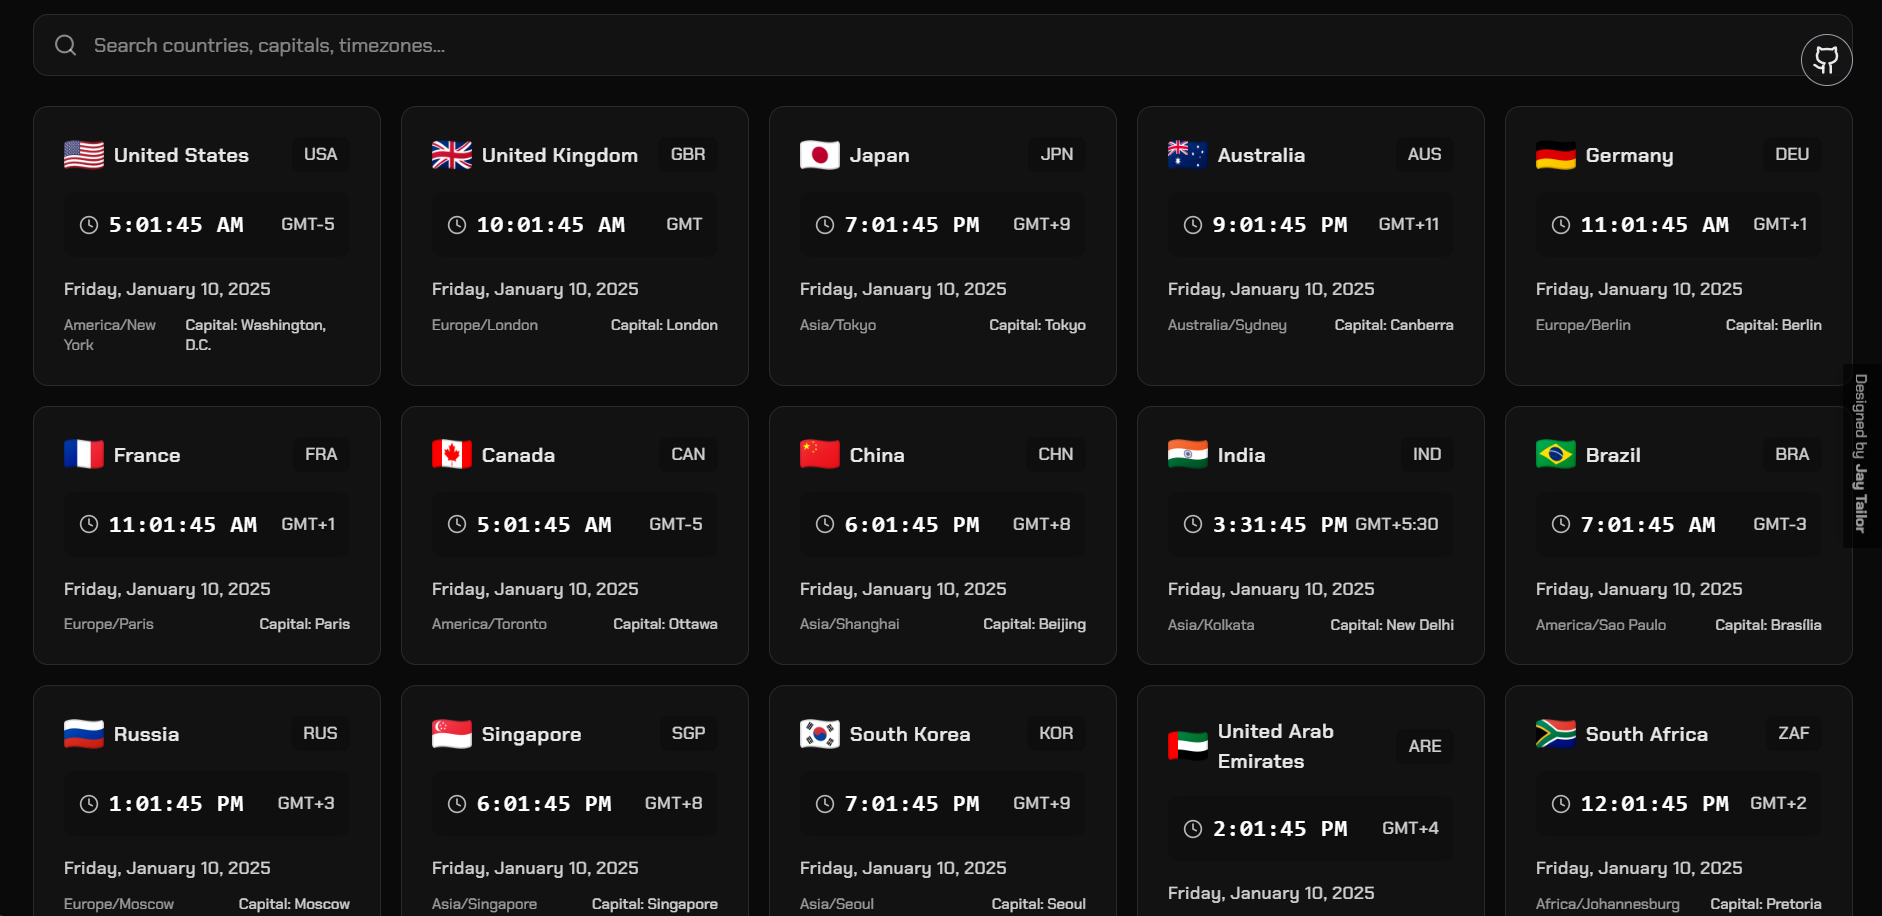 Search countries, capitals, timezones...
United States
USA
5:01:45 AM
GMT-5
Friday, January 10, 2025
America/New
York
Capital: Washington,
D.C.
United Kingdom
GBR
10:01:45 AM
GMT
Friday, January 10, 2025
Europe/London
Capital: London
Japan
JPN
7:01:45 PM
GMT+9
Friday, January 10, 2025
Asia/Tokyo
Capital: Tokyo
Australia
AUS
9:01:45 PM
GMT+11
Friday, January 10, 2025
Australia/Sydney
Capital: Canberra
Germany
DEU
11:01:45 AM
GMT+1
Friday, January 10, 2025
Europe/Berlin
Capital: Berlin
France
FRA
11:01:45 AM
GMT+1
Friday, January 10, 2025
Europe/Paris
Capital: Paris
Canada
CAN
5:01:45 AM
GMT-5
Friday, January 10, 2025
America/Toronto
Capital: Ottawa
China
CHN
6:01:45 PM
GMT+8
Friday, January 10, 2025
Asia/Shanghai
Capital: Beijing
India
IND
3:31:45 PM
GMT+5:30
Friday, January 10, 2025
Asia/Kolkata
Capital: New Delhi
Brazil
BRA
7:01:45 AM
GMT-3
Friday, January 10, 2025
America/Sao Paulo
Capital: Brasília
Russia
RUS
1:01:45 PM
GMT+3
Friday, January 10, 2025
Europe/Moscow
Capital: Moscow
Singapore
SGP
6:01:45 PM
GMT+8
Friday, January 10, 2025
Asia/Singapore
Capital: Singapore
South Korea
KOR
7:01:45 PM
GMT+9
Friday, January 10, 2025
Asia/Seoul
Capital: Seoul
United Arab
Emirates
ARE
2:01:45 PM
GMT+4
Friday, January 10, 2025
South Africa
ZAF
12:01:45 PM
GMT+2
Friday, January 10, 2025
Africa/Johannesburg
Capital: Pretoria
Designed by Jay Tailor